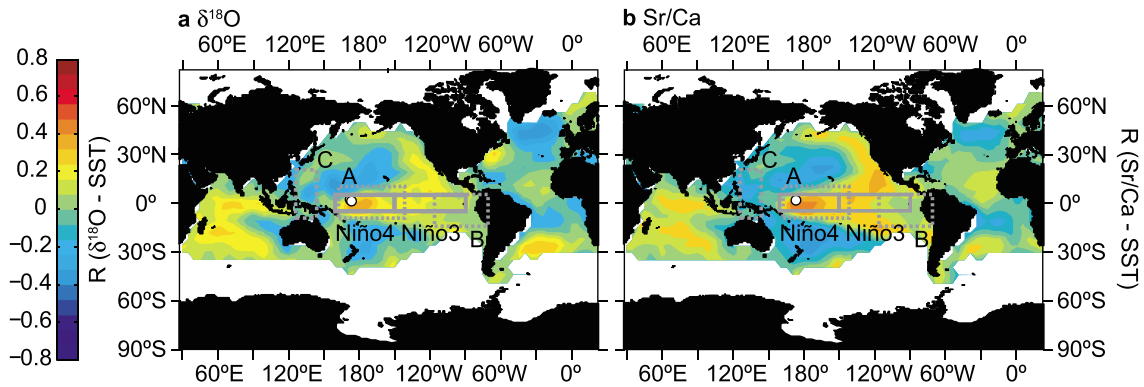 a δ¹⁸O
b Sr/Ca
60ºE 120ºE 180º 120ºW 60ºW 0º
60ºE 120ºE 180º 120ºW 60ºW 0º
0.8
0.6
0.4
0.2
0
−0.2
−0.4
−0.6
−0.8
R (δ¹⁸O - SST)
60ºN
30ºN
0º
30ºS
60ºS
90ºS
C
A
Niño4 Niño3
B
C
A
Niño4 Niño3
B
60ºN
30ºN
0º
30ºS
60ºS
90ºS
R (Sr/Ca - SST)
60ºE 120ºE 180º 120ºW 60ºW 0º
60ºE 120ºE 180º 120ºW 60ºW 0º